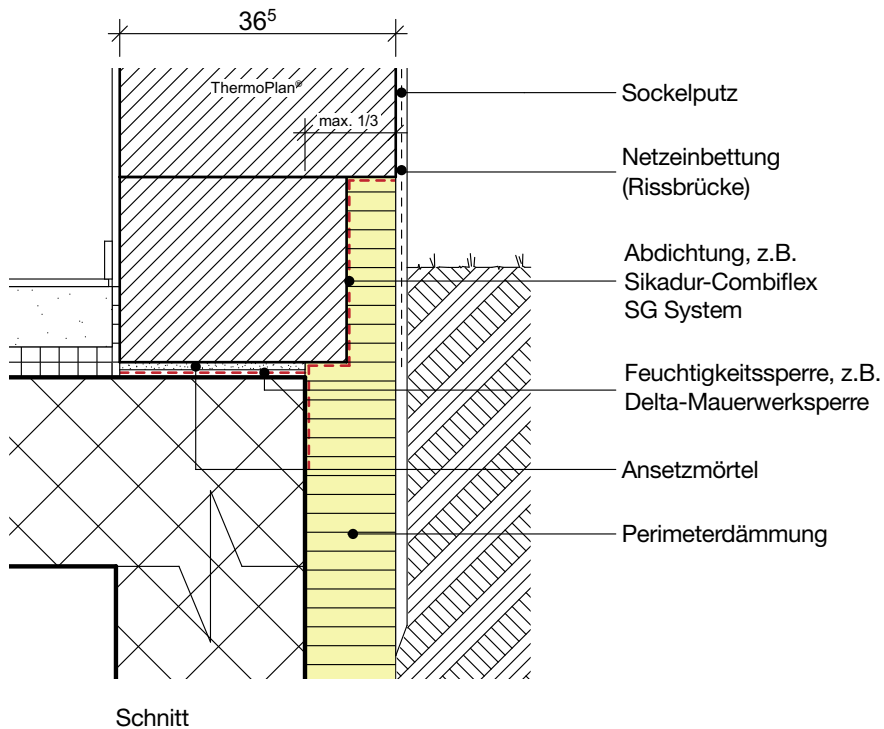 36⁵
ThermoPlan®
max. 1/3
Sockelputz
Netzeinbettung
(Rissbrücke)
Abdichtung, z.B.
Sikadur-Combiflex
SG System
Feuchtigkeitssperre, z.B.
Delta-Mauerwerksperre
Ansetzmörtel
Perimeterdämmung
Schnitt